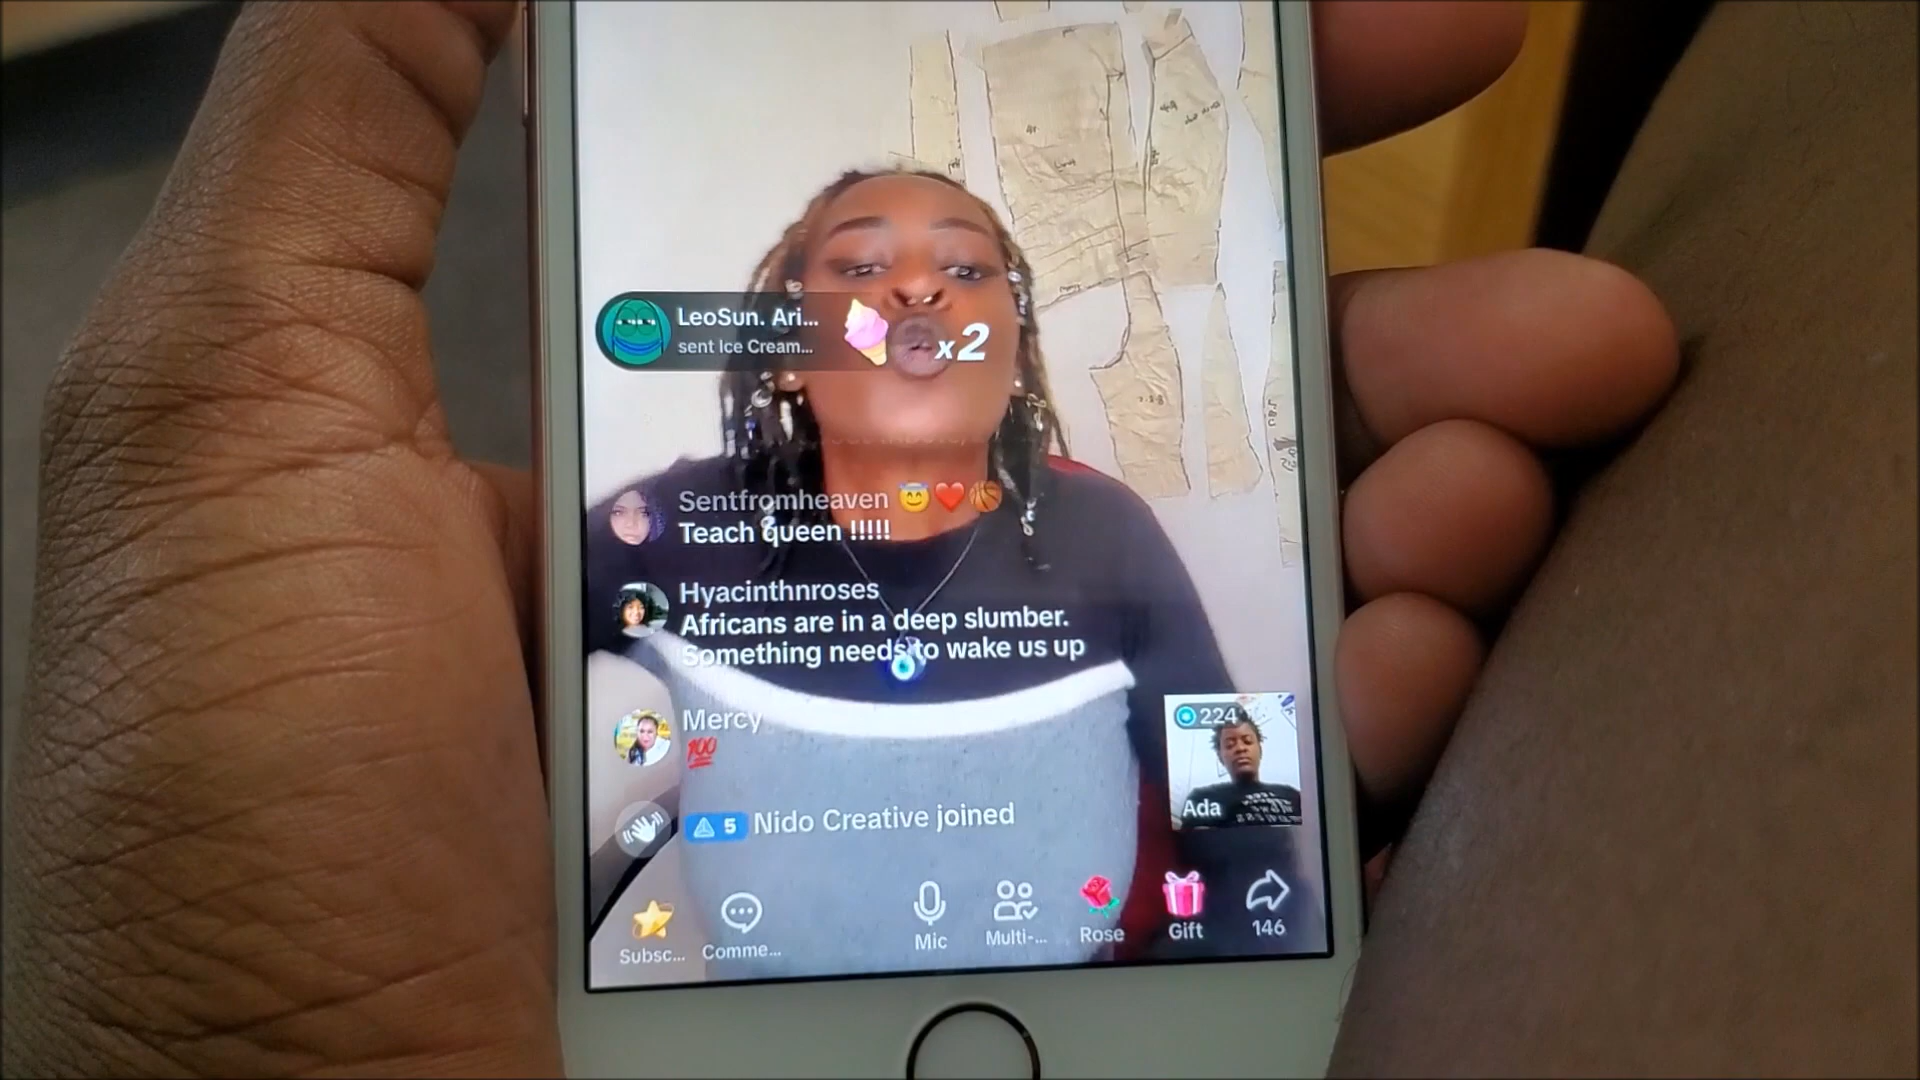 LeoSun. Ari...
sent Ice Cream...
x2
Sentfromheaven 😇❤️🏀
Teach queen !!!!!
Hyacinthnroses
Africans are in a deep slumber.
Something needs to wake us up
Mercy
💯
5 Nido Creative joined
224
Ada
Subsc...
Comme...
Mic
Multi-...
Rose
Gift
146